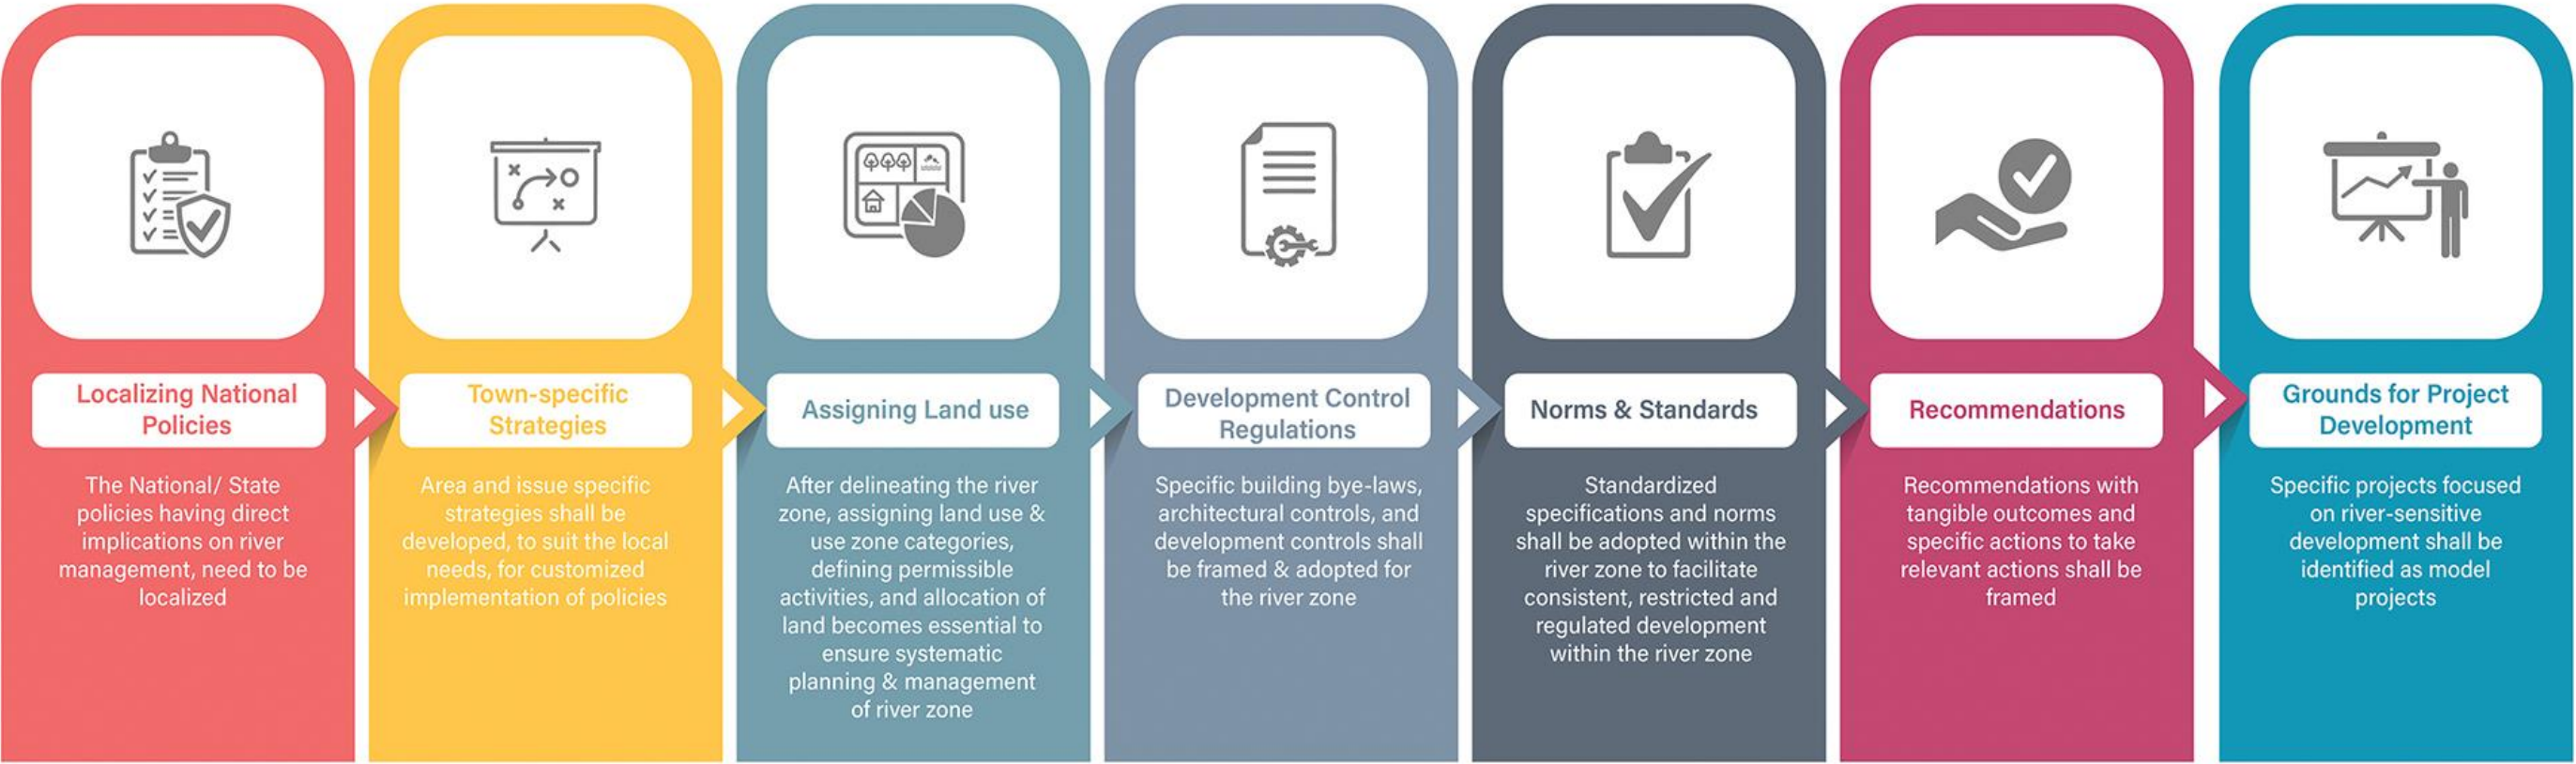 Localizing National
Policies
The National/ State
policies having direct
implications on river
management, need to be
localized
Town-specific
Strategies
Area and issue specific
strategies shall be
developed, to suit the local
needs, for customized
implementation of policies
Assigning Land use
After delineating the river
zone, assigning land use &
use zone categories,
defining permissible
activities, and allocation of
land becomes essential to
ensure systematic
planning & management
of river zone
Development Control
Regulations
Specific building bye-laws,
architectural controls, and
development controls shall
be framed & adopted for
the river zone
Norms & Standards
Standardized
specifications and norms
shall be adopted within the
river zone to facilitate
consistent, restricted and
regulated development
within the river zone
Recommendations
Recommendations with
tangible outcomes and
specific actions to take
relevant actions shall be
framed
Grounds for Project
Development
Specific projects focused
on river-sensitive
development shall be
identified as model
projects